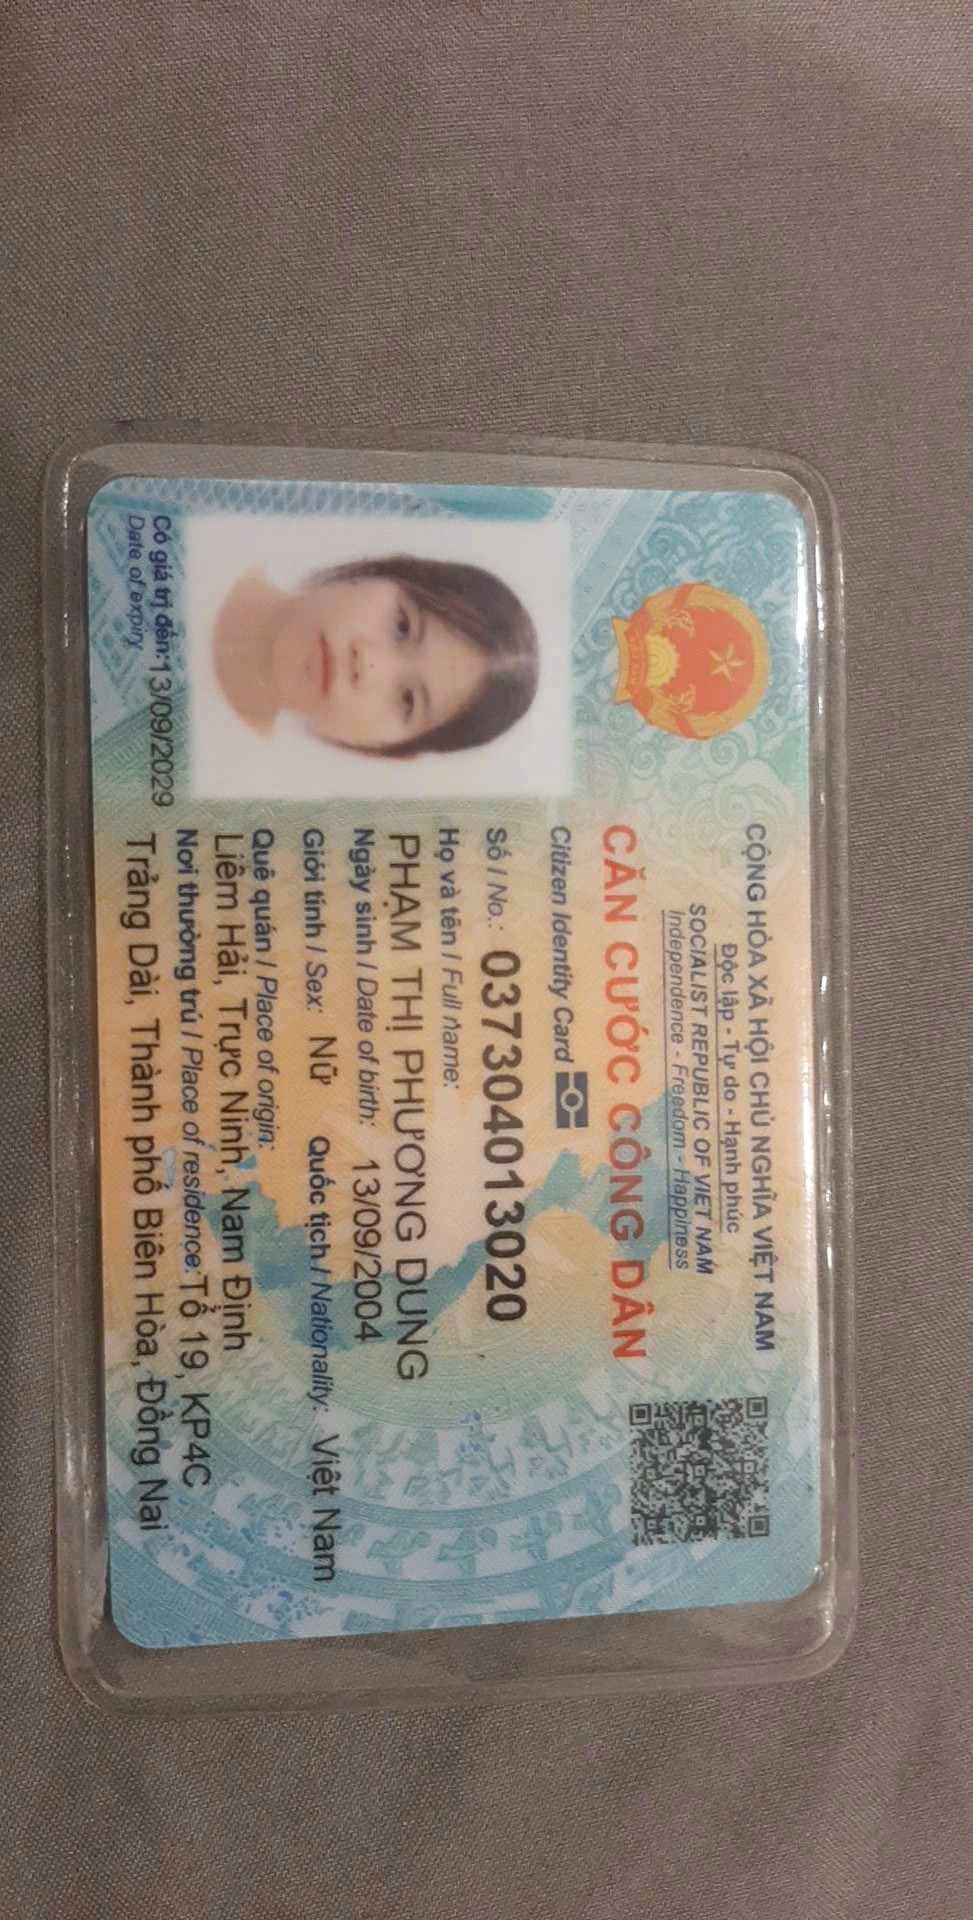 CỘNG HÒA XÃ HỘI CHỦ NGHĨA VIỆT NAM
Độc lập - Tự do - Hạnh phúc
SOCIALIST REPUBLIC OF VIET NAM
Independence - Freedom - Happiness
CĂN CƯỚC CÔNG DÂN
Citizen Identity Card
Số / No.: 037304013020
Họ và tên / Full name:
PHẠM THỊ PHƯƠNG DUNG
Ngày sinh / Date of birth: 13/09/2004
Giới tính / Sex: Nữ Quốc tịch / Nationality: Việt Nam
Quê quán / Place of origin:
Liêm Hải, Trực Ninh, Nam Định
Nơi thường trú / Place of residence: Tổ 19, KP4C
Trảng Dài, Thành phố Biên Hòa, Đồng Nai
Có giá trị đến: 13/09/2029
Date of expiry